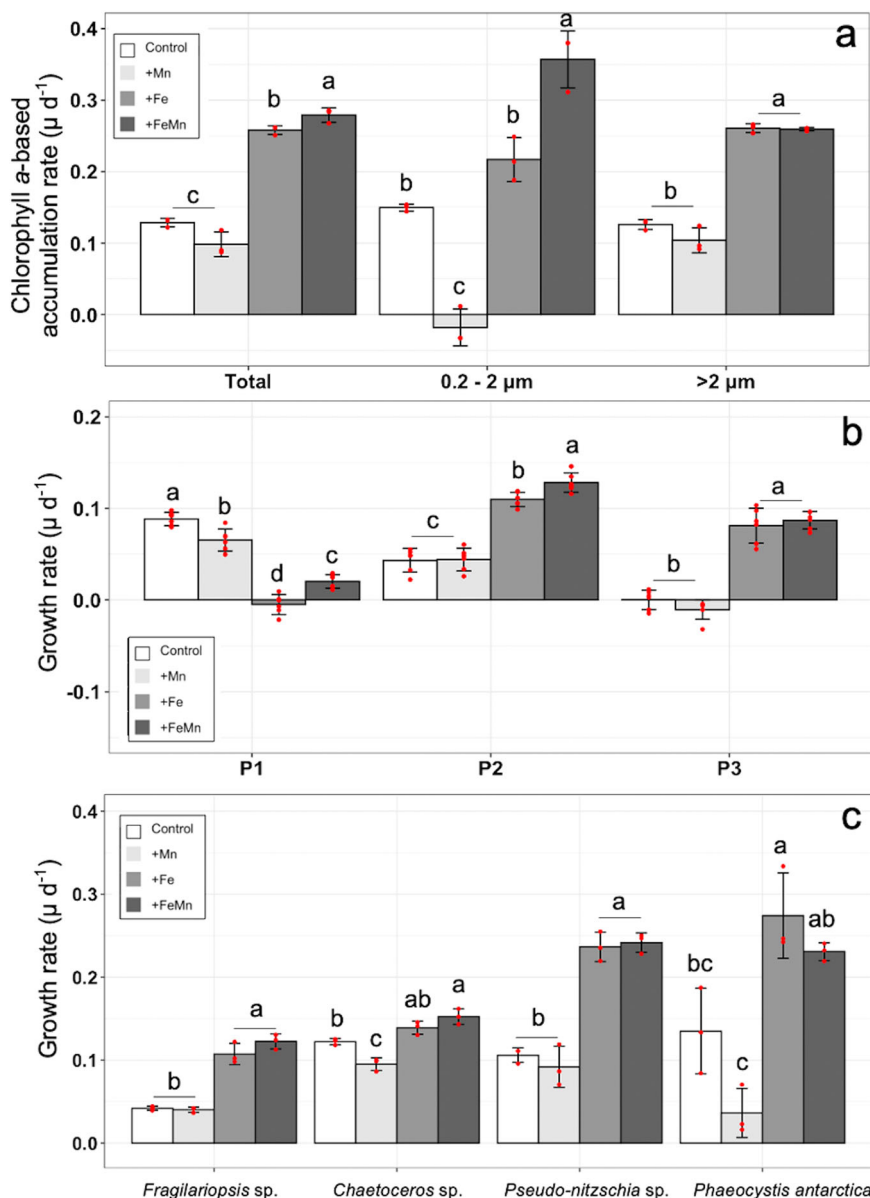 a
Chlorophyll a-based
accumulation rate (μ d⁻¹)
0.4
0.3
0.2
0.1
0.0
Control
+Mn
+Fe
+FeMn
c
b
a
b
c
b
a
b
a
Total
0.2 - 2 μm
>2 μm
b
Growth rate (μ d⁻¹)
0.2
0.1
0.0
-0.1
a
b
d
c
c
b
a
b
a
Control
+Mn
+Fe
+FeMn
P1
P2
P3
c
Growth rate (μ d⁻¹)
0.4
0.3
0.2
0.1
0.0
Control
+Mn
+Fe
+FeMn
b
a
b
c
ab
a
b
a
bc
c
a
ab
Fragilariopsis sp.
Chaetoceros sp.
Pseudo-nitzschia sp.
Phaeocystis antarctica